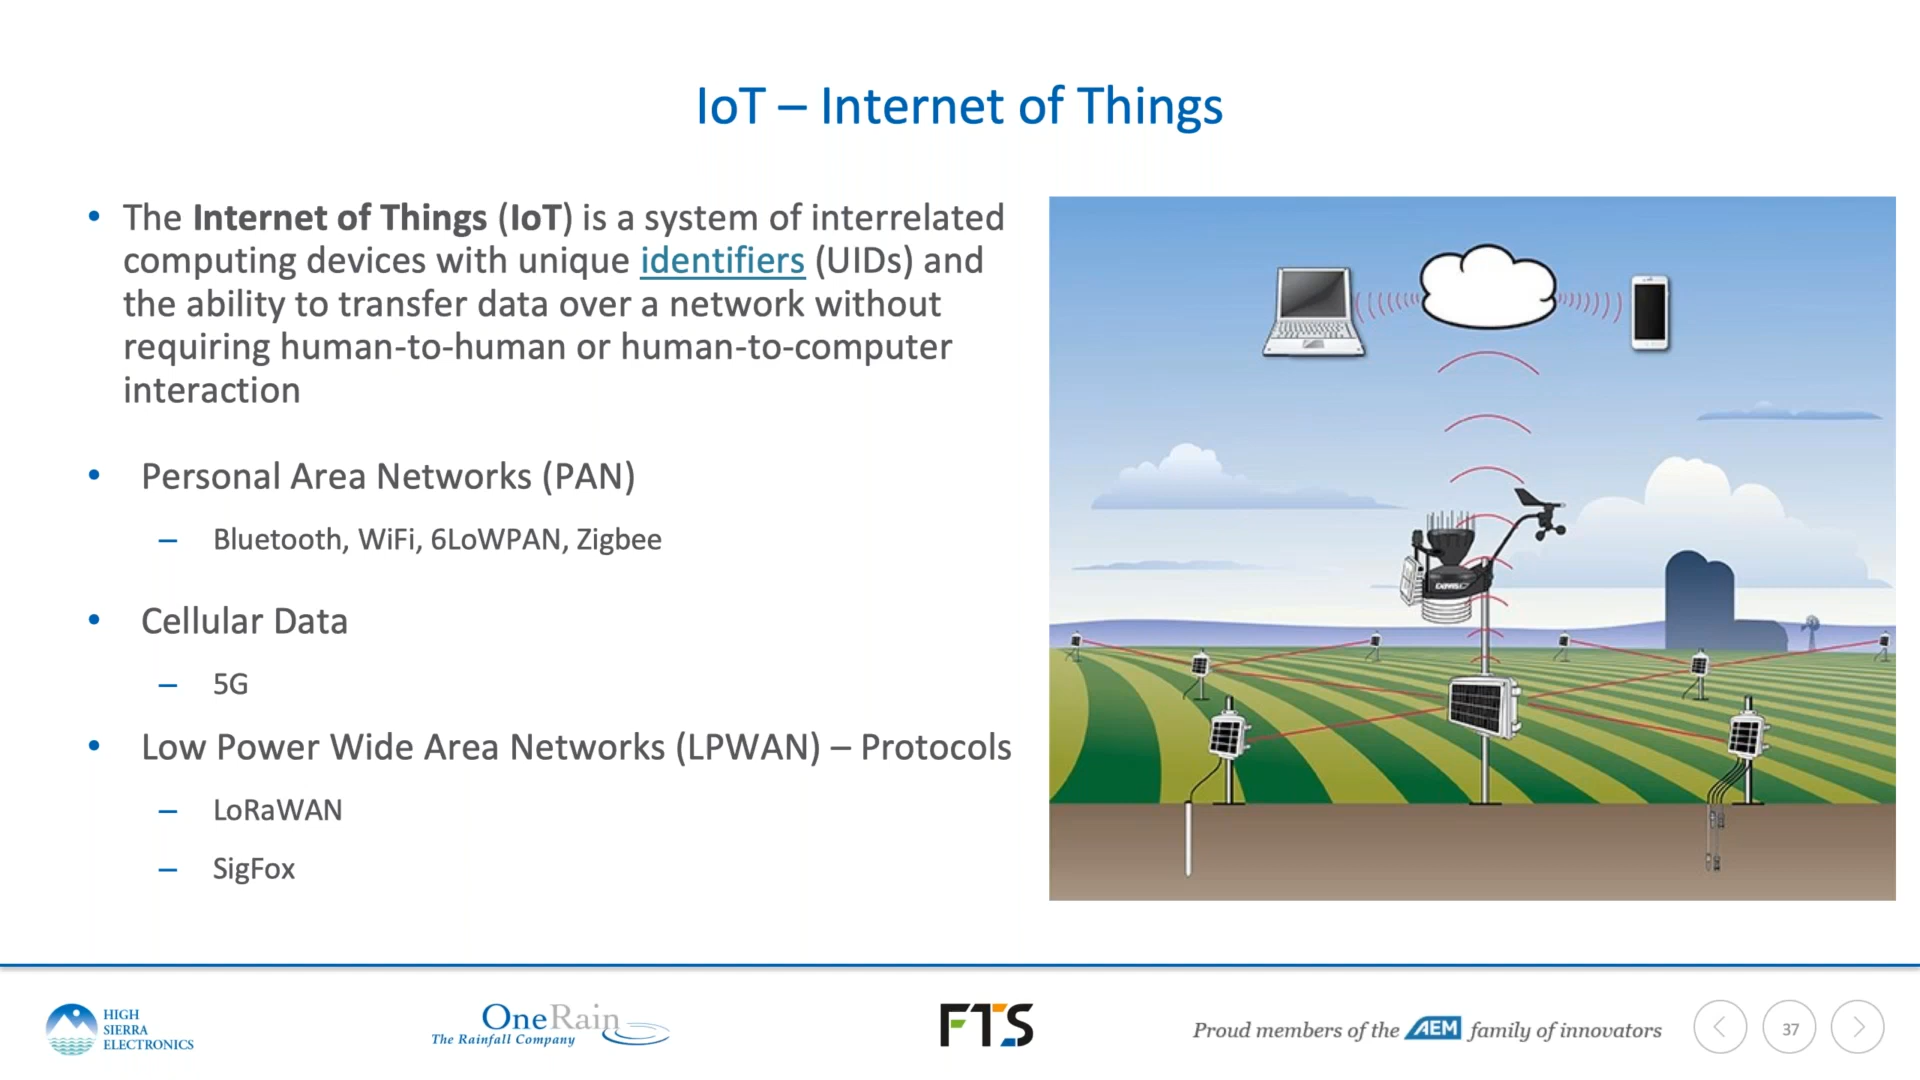 IoT – Internet of Things
• The Internet of Things (IoT) is a system of interrelated
computing devices with unique identifiers (UIDs) and
the ability to transfer data over a network without
requiring human-to-human or human-to-computer
interaction
• Personal Area Networks (PAN)
– Bluetooth, WiFi, 6LoWPAN, Zigbee
• Cellular Data
– 5G
• Low Power Wide Area Networks (LPWAN) – Protocols
– LoRaWAN
– SigFox
HIGH
SIERRA
ELECTRONICS
OneRain
The Rainfall Company
FTS
Proud members of the AEM family of innovators
37